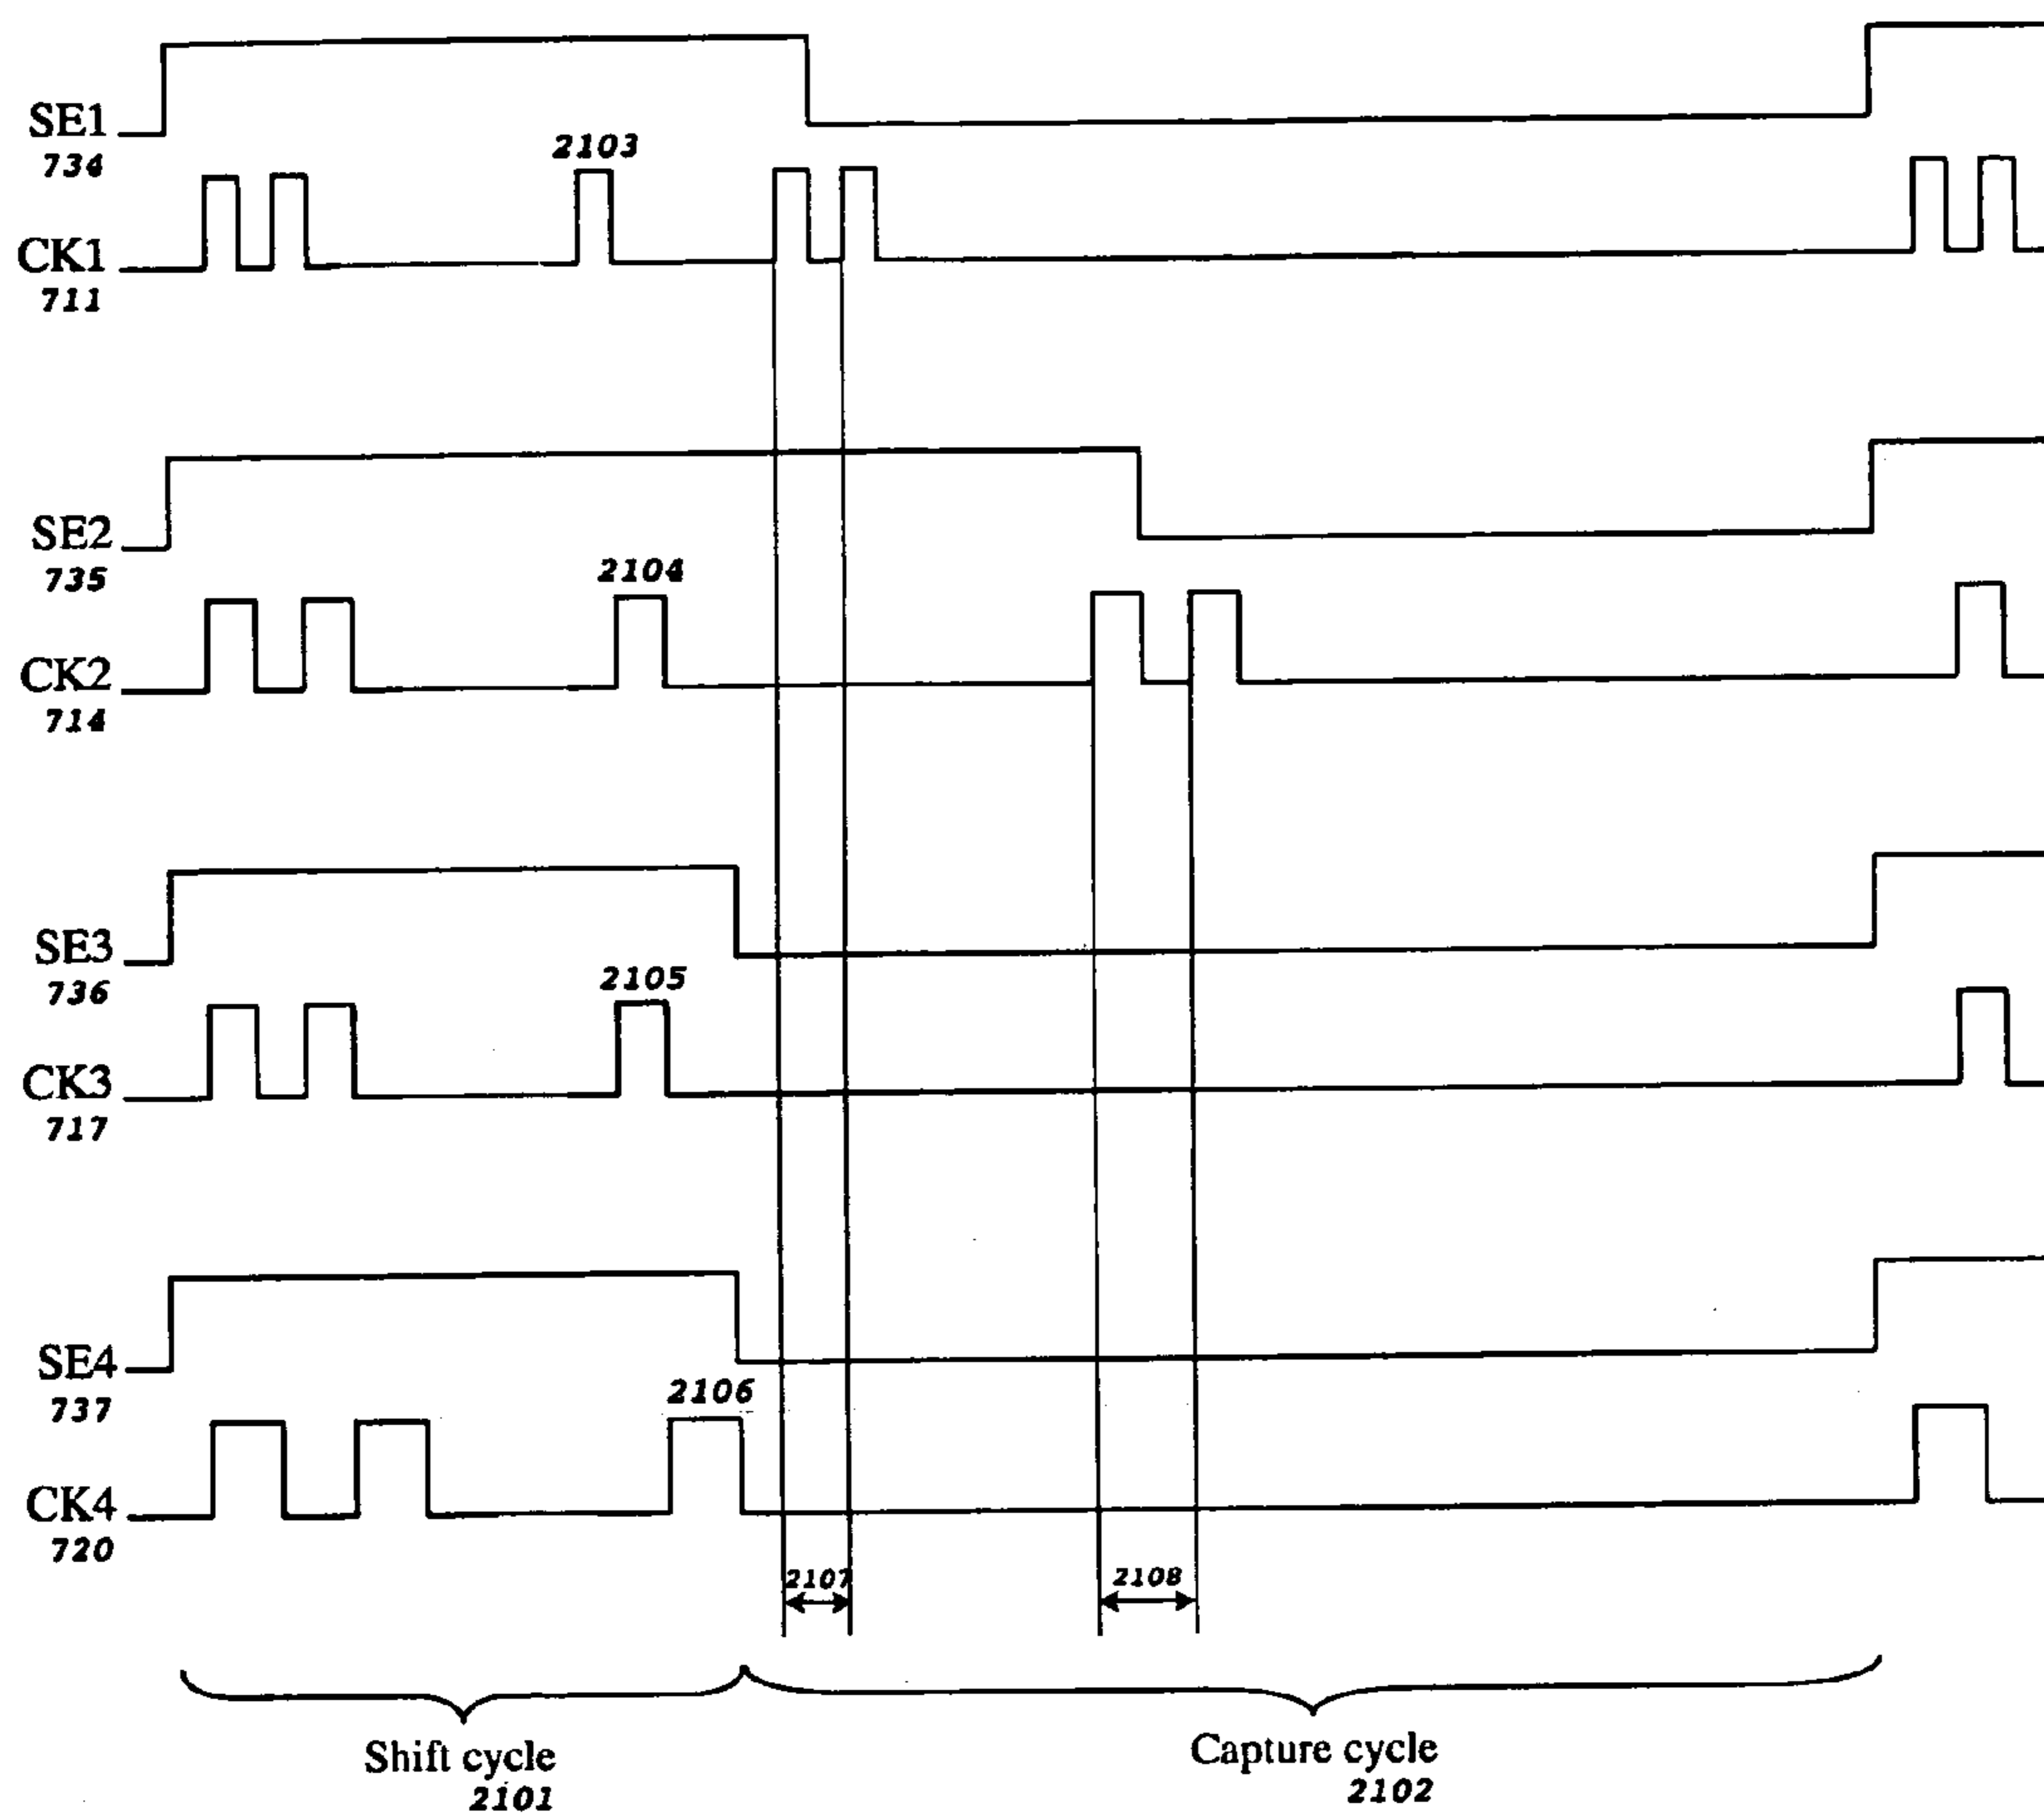 SE1
734
2103
CK1
711
SE2
735
2104
CK2
714
SE3
736
2105
CK3
717
SE4
737
2106
CK4
720
2107
2108
Shift cycle
2101
Capture cycle
2102